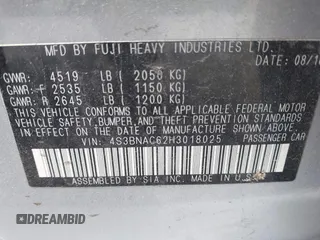 MFD BY FUJI HEAVY INDUSTRIES LTD.
DATE: 08/16
GVWR: 4519 LB ( 2050 KG)
GAWR: F 2535 LB ( 1150 KG)
GAWR: R 2645 LB ( 1200 KG)
THIS VEHICLE CONFORMS TO ALL APPLICABLE FEDERAL MOTOR
VEHICLE SAFETY, BUMPER, AND THEFT PREVENTION STANDARDS
IN EFFECT ON THE DATE OF MANUFACTURE SHOWN ABOVE.
VIN: 4S3BNAC62H3018025
PASSENGER CAR
ASSEMBLED BY SIA INC. MADE IN U.S.
DREAMBID